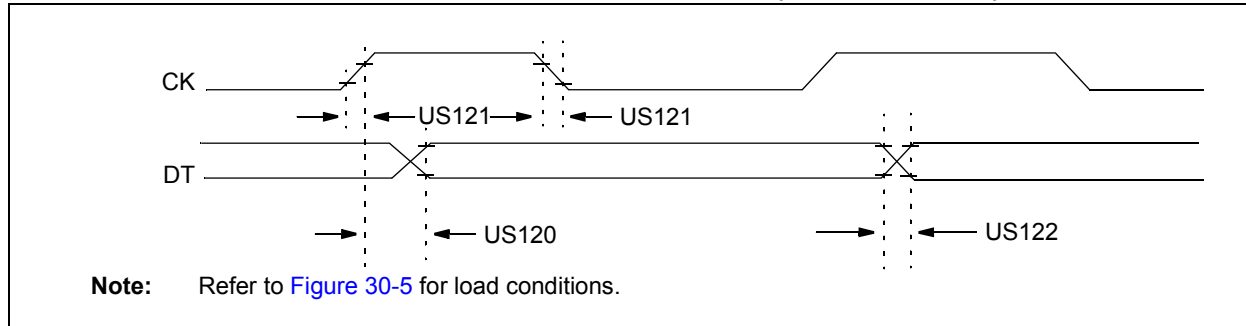 CK
US121 US121
DT
US120 US122
Note: Refer to Figure 30-5 for load conditions.